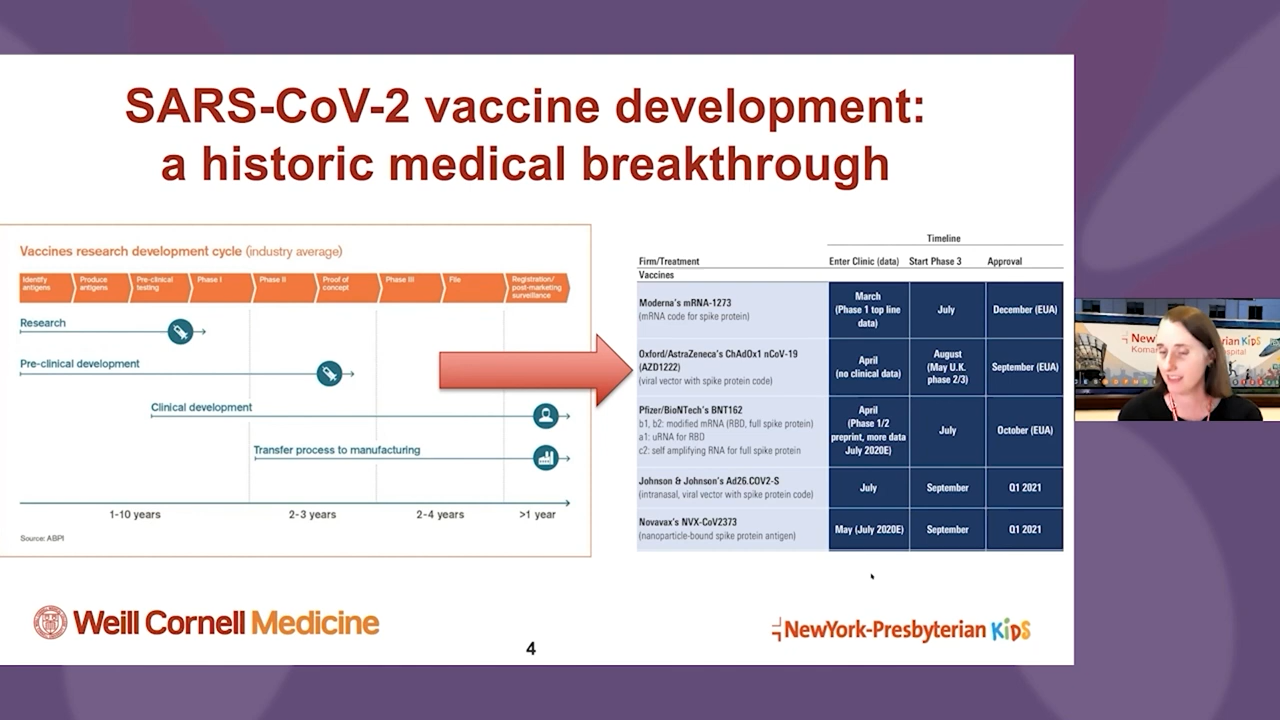 SARS-CoV-2 vaccine development:
a historic medical breakthrough
Vaccines research development cycle (industry average)
Identify
antigens
Produce
antigens
Pre-clinical
testing
Phase I
Phase II
Proof of
concept
Phase III
File
Registration/
post-marketing
surveillance
Research
Pre-clinical development
Clinical development
Transfer process to manufacturing
1-10 years
2-3 years
2-4 years
>1 year
Source: ABPI
Timeline
Firm/Treatment
Enter Clinic (data)
Start Phase 3
Approval
Vaccines
Moderna's mRNA-1273
(mRNA code for spike protein)
March
(Phase 1 top line
data)
July
December (EUA)
Oxford/AstraZeneca's ChAdOx1 nCoV-19
(AZD1222)
(viral vector with spike protein code)
April
(no clinical data)
August
(May U.K.
phase 2/3)
September (EUA)
Pfizer/BioNTech's BNT162
b1, b2: modified mRNA (RBD, full spike protein)
a1: uRNA for RBD
c2: self amplifying RNA for full spike protein
April
(Phase 1/2
preprint, more data
July 2020E)
July
October (EUA)
Johnson & Johnson's Ad26.COV2-S
(intranasal, viral vector with spike protein code)
July
September
Q1 2021
Novavax's NVX-CoV2373
(nanoparticle-bound spike protein antigen)
May (July 2020E)
September
Q1 2021
Weill Cornell Medicine
4
NewYork-Presbyterian KiDS